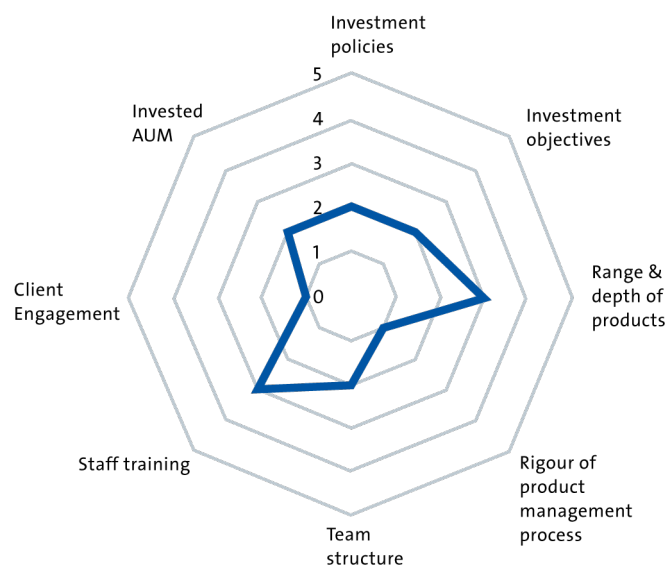 Investment
policies
5
4
3
2
1
0
Investment
objectives
Range &
depth of
products
Rigour of
product
management
process
Team
structure
Staff training
Client
Engagement
Invested
AUM